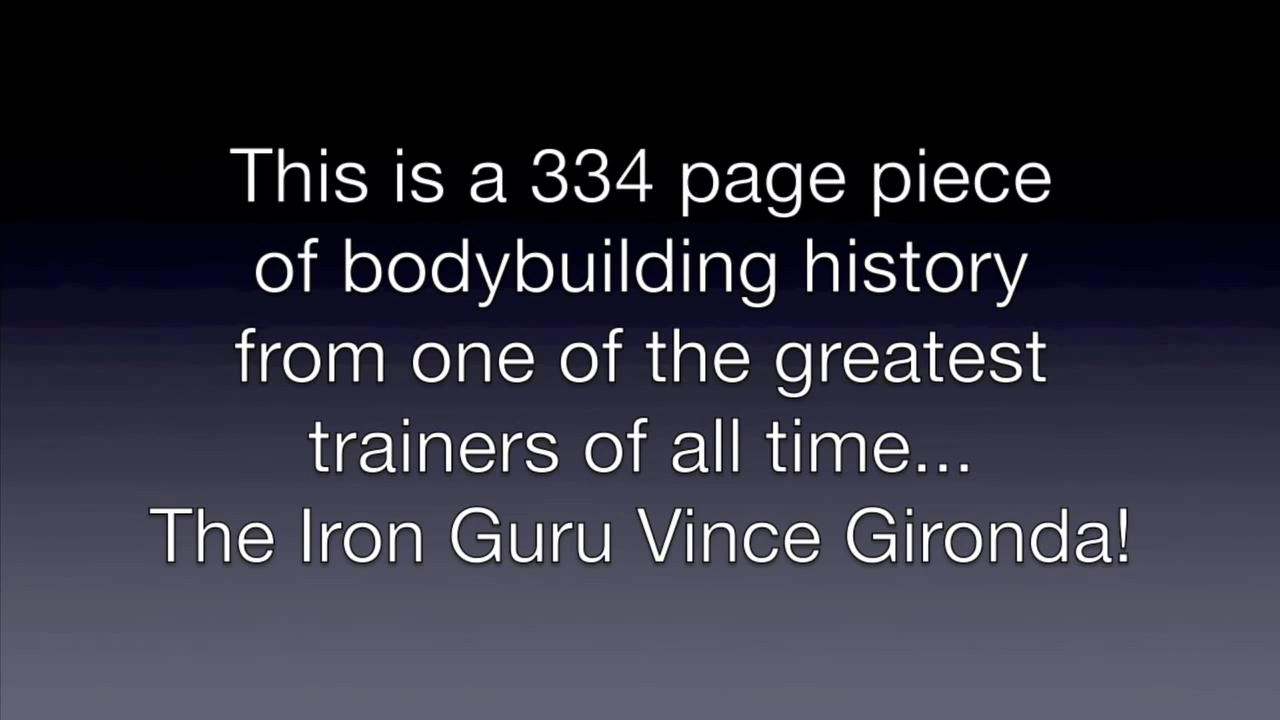 This is a 334 page piece
of bodybuilding history
from one of the greatest
trainers of all time...
The Iron Guru Vince Gironda!